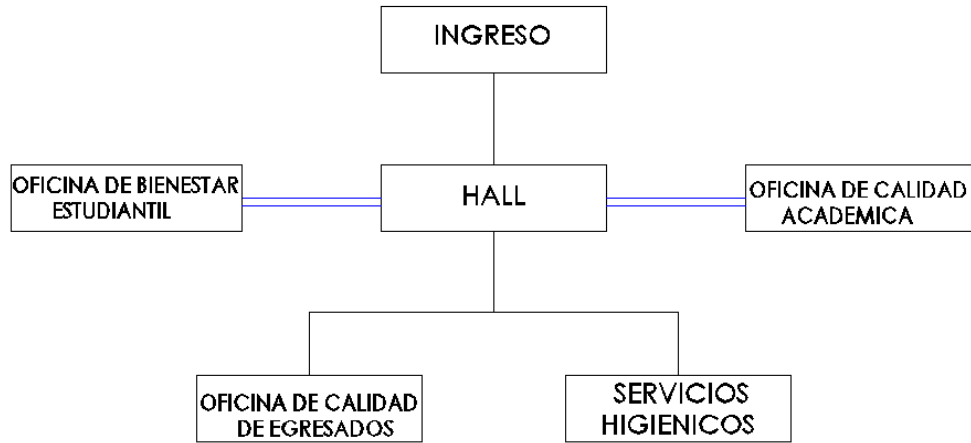 INGRESO
OFICINA DE BIENESTAR
ESTUDIANTIL
HALL
OFICINA DE CALIDAD
ACADEMICA
OFICINA DE CALIDAD
DE EGRESADOS
SERVICIOS
HIGIENICOS